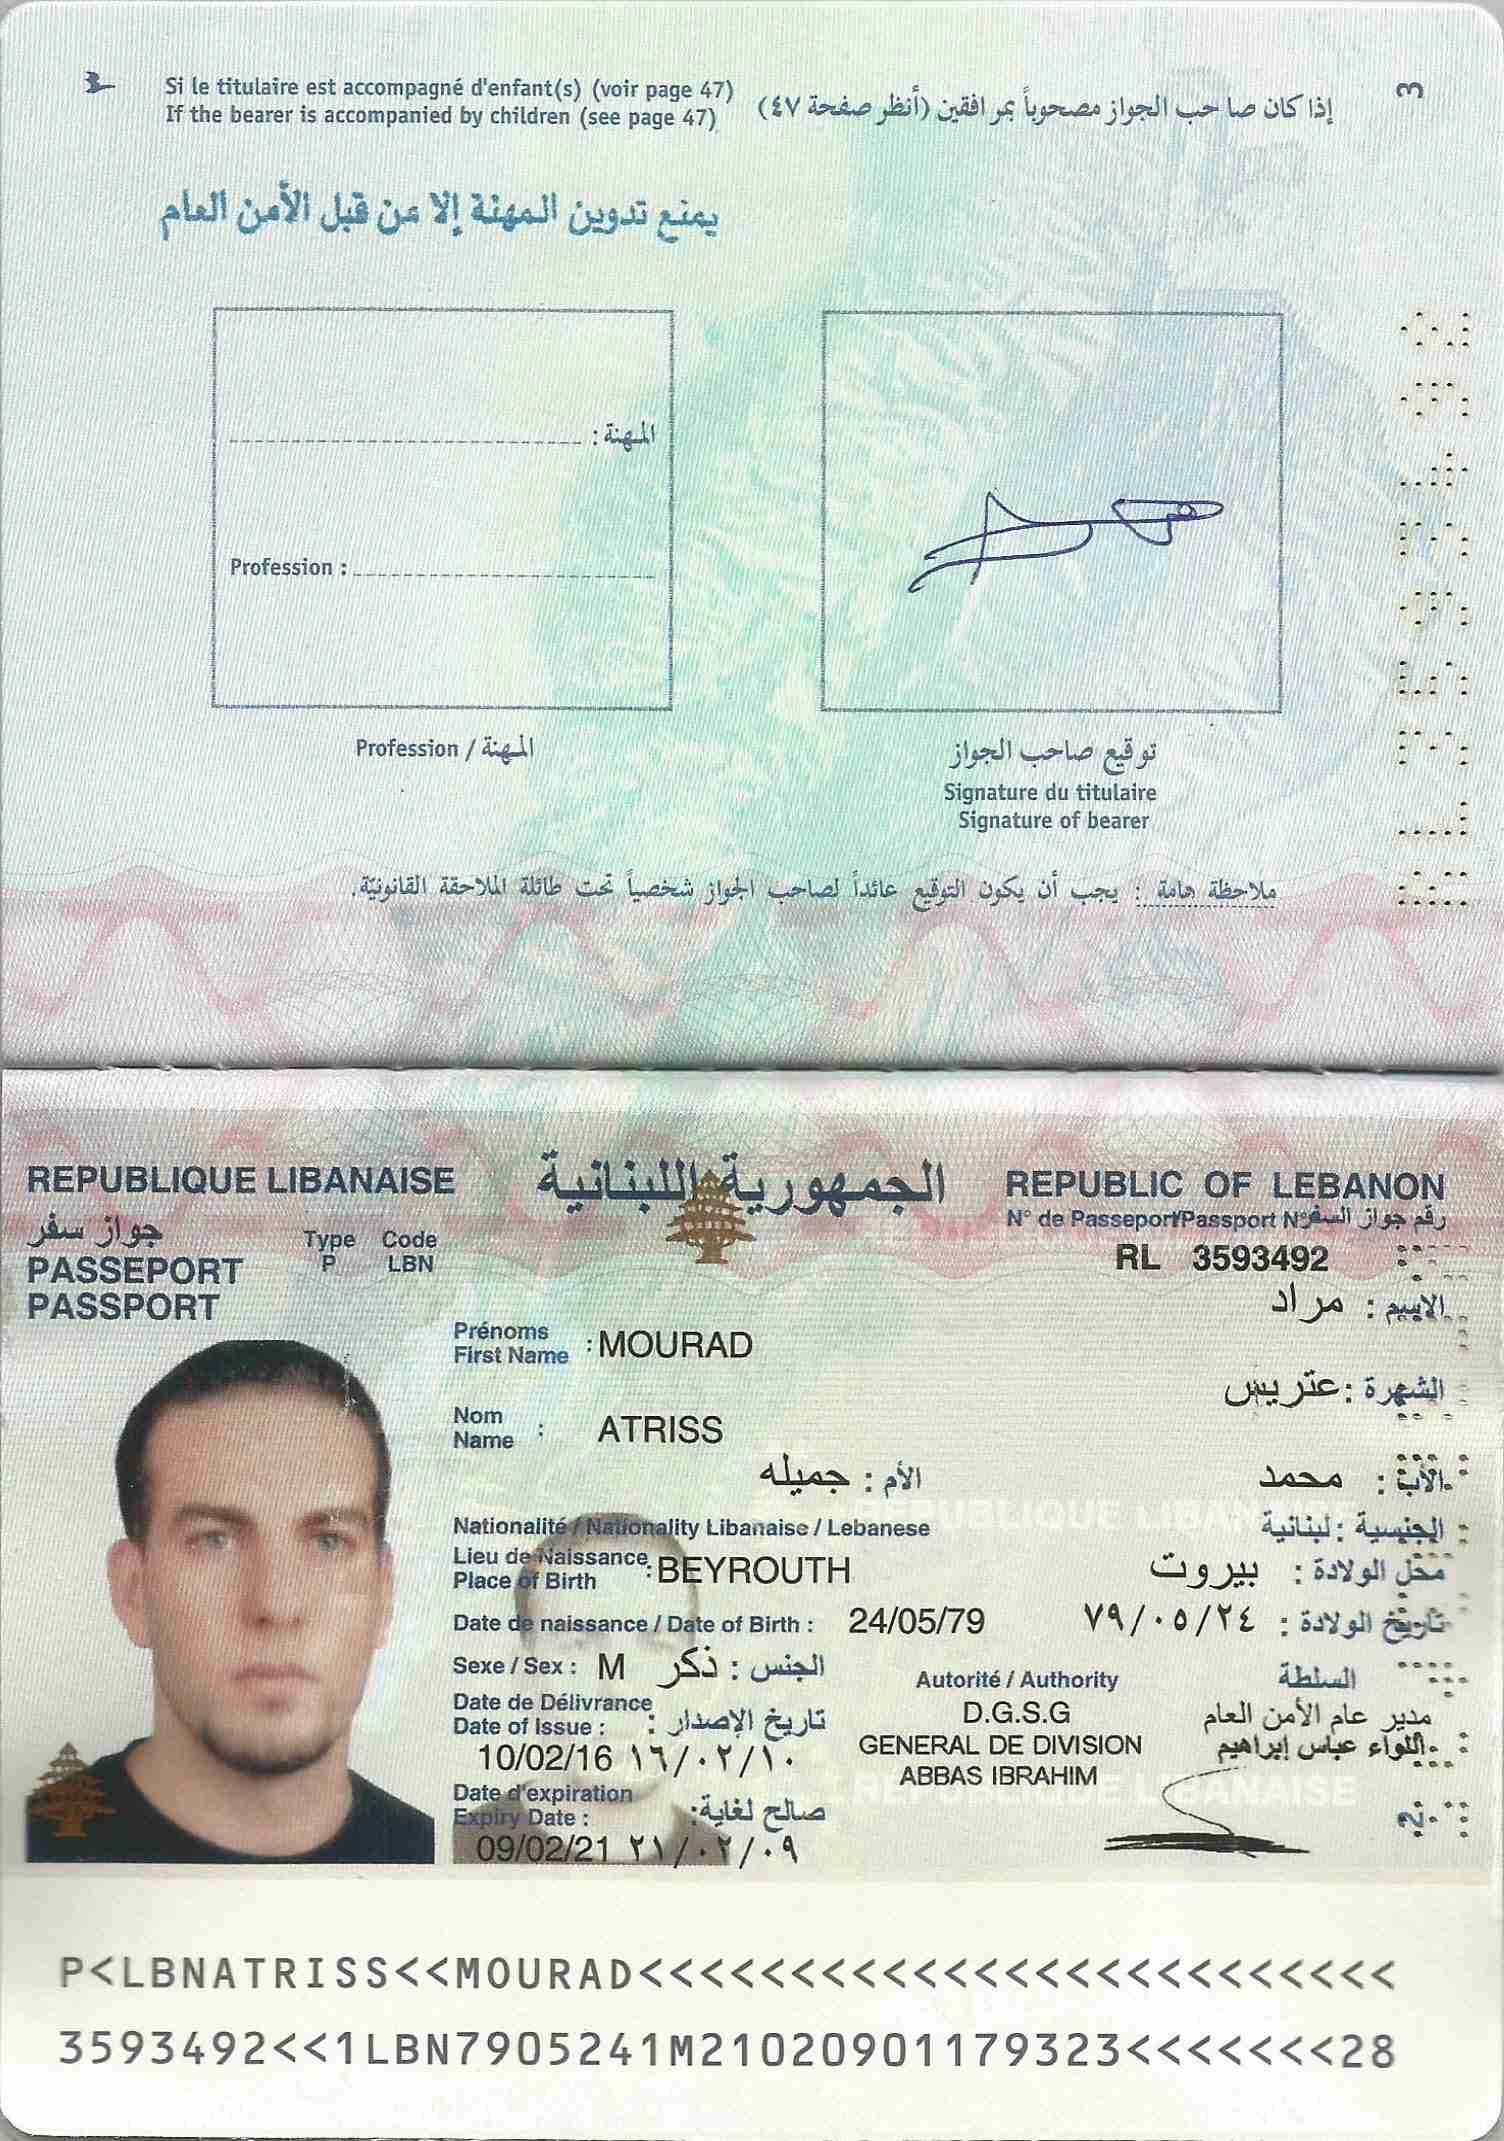 3
Si le titulaire est accompagné d'enfant(s) (voir page 47)
If the bearer is accompanied by children (see page 47)
إذا كان صاحب الجواز مصحوباً بمرافقين (أنظر صفحة ٤٧)
٣
يمنع تدوين المهنة إلا من قبل الأمن العام
المهنة :
Profession :
Profession / المهنة
توقيع صاحب الجواز
Signature du titulaire
Signature of bearer
ملاحظة هامة : يجب أن يكون التوقيع عائداً لصاحب الجواز شخصياً تحت طائلة الملاحقة القانونيّة.
REPUBLIQUE LIBANAISE
الجمهورية اللبنانية
REPUBLIC OF LEBANON
جواز سفر
PASSEPORT
PASSPORT
Type
P
Code
LBN
N° de Passeport/Passport N° رقم جواز السفر
RL 3593492
الاسم : مراد
Prénoms
First Name : MOURAD
الشهرة : عتريس
Nom
Name : ATRISS
الأم : جميله
الأب : محمد
Nationalité / Nationality Libanaise / Lebanese
الجنسية : لبنانية
Lieu de Naissance
Place of Birth : BEYROUTH
محل الولادة : بيروت
Date de naissance / Date of Birth : 24/05/79
تاريخ الولادة : ٧٩/٠٥/٢٤
Sexe / Sex : M
الجنس : ذكر
Autorité / Authority
السلطة
Date de Délivrance
Date of Issue :
تاريخ الإصدار :
10/02/16 ١٦/٠٢/١٠
D.G.S.G
GENERAL DE DIVISION
ABBAS IBRAHIM
مدير عام الأمن العام
اللواء عباس إبراهيم
Date d'expiration
Expiry Date :
صالح لغاية:
09/02/21 ٢١/٠٢/٠٩
P<LBNATRISS<<MOURAD<<<<<<<<<<<<<<<<<<<<<<<<<
3593492<<1LBN7905241M21020901179323<<<<<<<28